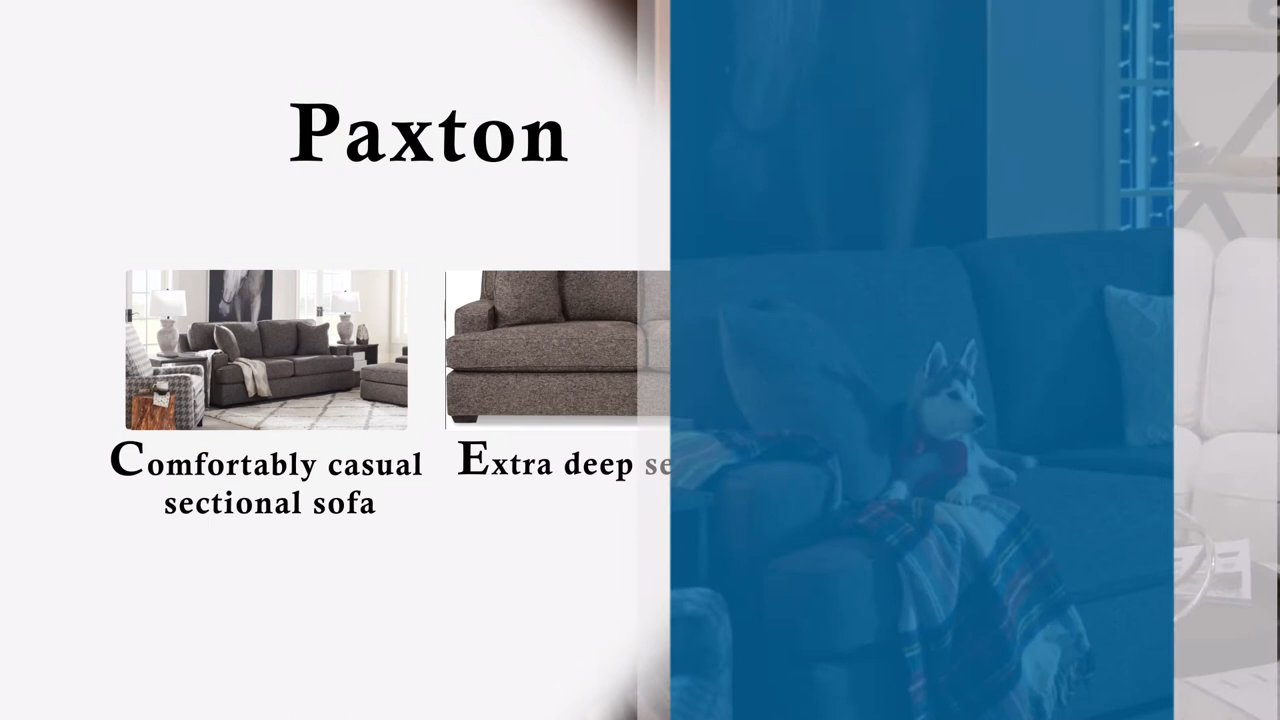 Paxton
Comfortably casual
sectional sofa
Extra deep se